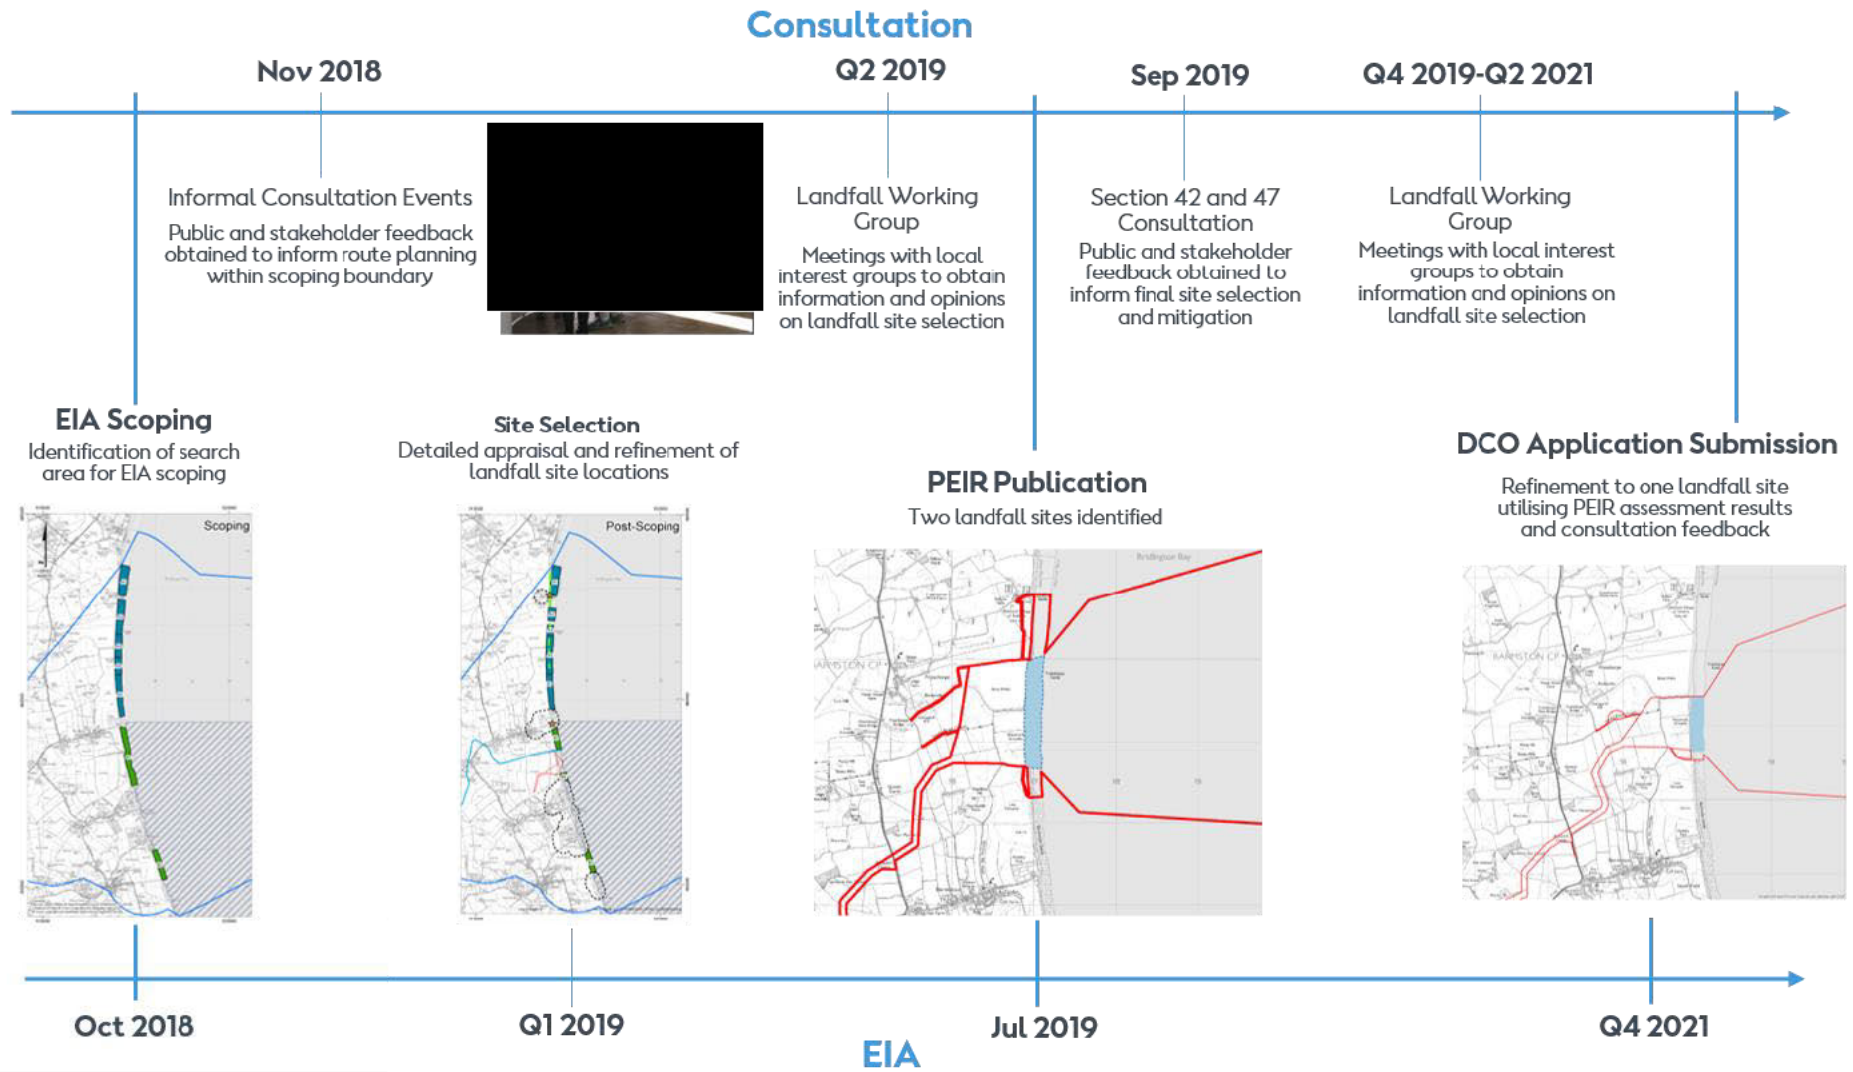 Consultation
Nov 2018
Q2 2019
Sep 2019
Q4 2019-Q2 2021
Informal Consultation Events
Public and stakeholder feedback
obtained to inform route planning
within scoping boundary
Landfall Working
Group
Meetings with local
interest groups to obtain
information and opinions
on landfall site selection
Section 42 and 47
Consultation
Public and stakeholder
feedback obtained to
inform final site selection
and mitigation
Landfall Working
Group
Meetings with local interest
groups to obtain
information and opinions on
landfall site selection
EIA Scoping
Identification of search
area for EIA scoping
Site Selection
Detailed appraisal and refinement of
landfall site locations
PEIR Publication
Two landfall sites identified
DCO Application Submission
Refinement to one landfall site
utilising PEIR assessment results
and consultation feedback
Scoping
Post-Scoping
Bridlington Bay
BARMSTON CP
BARMSTON CP
Oct 2018
Q1 2019
Jul 2019
Q4 2021
EIA